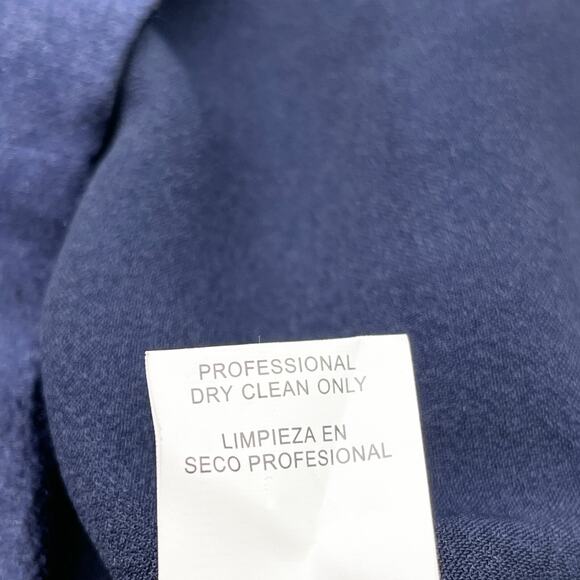 PROFESSIONAL
DRY CLEAN ONLY
LIMPIEZA EN
SECO PROFESIONAL